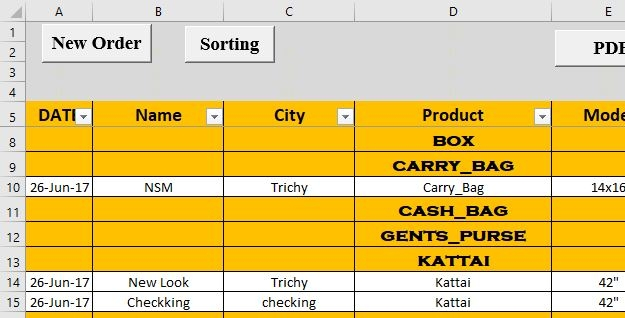 A B C D E
1 New Order Sorting PDF
2
3
4
5 DATE Name City Product Mode
8 BOX
9 CARRY_BAG
10 26-Jun-17 NSM Trichy Carry_Bag 14x16
11 CASH_BAG
12 GENTS_PURSE
13 KATTAI
14 26-Jun-17 New Look Trichy Kattai 42"
15 26-Jun-17 Checkking checking Kattai 42"